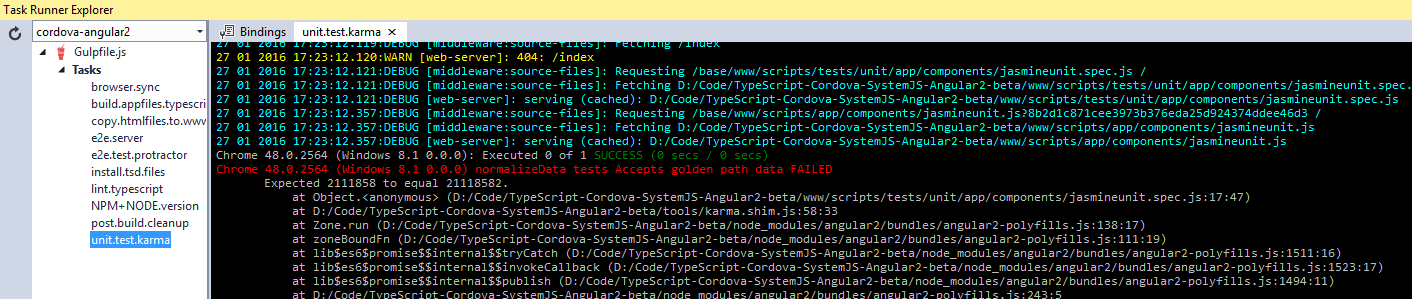 Task Runner Explorer
cordova-angular2
Gulpfile.js
Tasks
browser.sync
build.appfiles.typescri
copy.htmlfiles.to.www
e2e.server
e2e.test.protractor
install.tsd.files
lint.typescript
NPM+NODE.version
post.build.cleanup
unit.test.karma
Bindings
unit.test.karma
27 01 2016 17:23:12.119:DEBUG [middleware:source-files]: Fetching /index
27 01 2016 17:23:12.120:WARN [web-server]: 404: /index
27 01 2016 17:23:12.121:DEBUG [middleware:source-files]: Requesting /base/www/scripts/tests/unit/app/components/jasmineunit.spec.js /
27 01 2016 17:23:12.121:DEBUG [middleware:source-files]: Fetching D:/Code/TypeScript-Cordova-SystemJS-Angular2-beta/www/scripts/tests/unit/app/components/jasmineunit.spec.
27 01 2016 17:23:12.121:DEBUG [web-server]: serving (cached): D:/Code/TypeScript-Cordova-SystemJS-Angular2-beta/www/scripts/tests/unit/app/components/jasmineunit.spec.js
27 01 2016 17:23:12.357:DEBUG [middleware:source-files]: Requesting /base/www/scripts/app/components/jasmineunit.js?8b2d1c871cee3973b376eda25d924374ddee46d3 /
27 01 2016 17:23:12.357:DEBUG [middleware:source-files]: Fetching D:/Code/TypeScript-Cordova-SystemJS-Angular2-beta/www/scripts/app/components/jasmineunit.js
27 01 2016 17:23:12.357:DEBUG [web-server]: serving (cached): D:/Code/TypeScript-Cordova-SystemJS-Angular2-beta/www/scripts/app/components/jasmineunit.js
Chrome 48.0.2564 (Windows 8.1 0.0.0): Executed 0 of 1 SUCCESS (0 secs / 0 secs)
Chrome 48.0.2564 (Windows 8.1 0.0.0) normalizeData tests Accepts golden path data FAILED
Expected 2111858 to equal 21118582.
at Object.<anonymous> (D:/Code/TypeScript-Cordova-SystemJS-Angular2-beta/www/scripts/tests/unit/app/components/jasmineunit.spec.js:17:47)
at D:/Code/TypeScript-Cordova-SystemJS-Angular2-beta/tools/karma.shim.js:58:33
at Zone.run (D:/Code/TypeScript-Cordova-SystemJS-Angular2-beta/node_modules/angular2/bundles/angular2-polyfills.js:138:17)
at zoneBoundFn (D:/Code/TypeScript-Cordova-SystemJS-Angular2-beta/node_modules/angular2/bundles/angular2-polyfills.js:111:19)
at lib$es6$promise$$internal$$tryCatch (D:/Code/TypeScript-Cordova-SystemJS-Angular2-beta/node_modules/angular2/bundles/angular2-polyfills.js:1511:16)
at lib$es6$promise$$internal$$invokeCallback (D:/Code/TypeScript-Cordova-SystemJS-Angular2-beta/node_modules/angular2/bundles/angular2-polyfills.js:1523:17)
at lib$es6$promise$$internal$$publish (D:/Code/TypeScript-Cordova-SystemJS-Angular2-beta/node_modules/angular2/bundles/angular2-polyfills.js:1494:11)
at D:/Code/TypeScript-Cordova-SystemJS-Angular2-beta/node_modules/angular2/bundles/angular2-polyfills.js:243:5